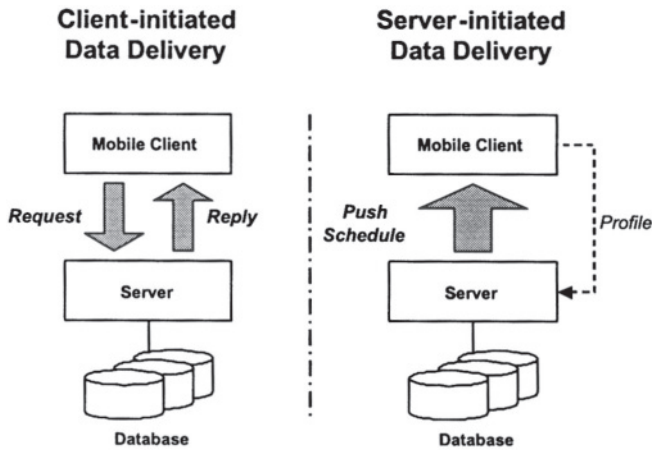 Client-initiated
Data Delivery
Mobile Client
Request
Reply
Server
Database
Server-initiated
Data Delivery
Mobile Client
Push
Schedule
Profile
Server
Database